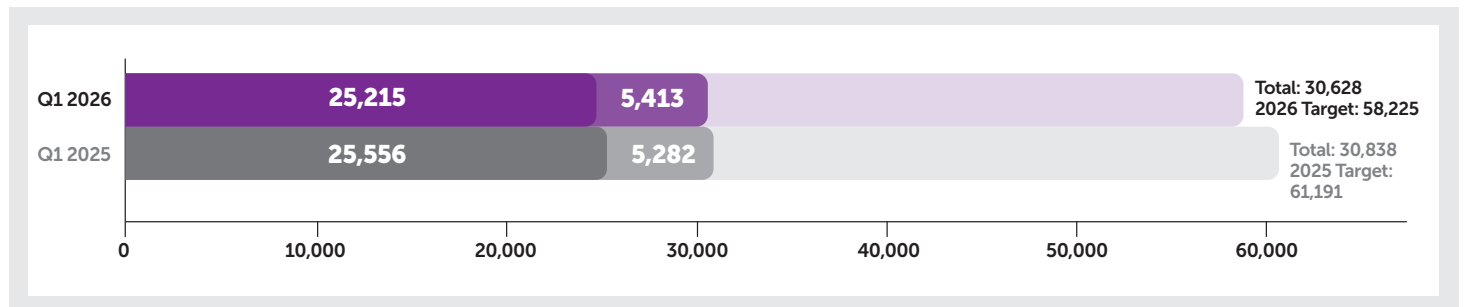 Q1 2026
25,215
5,413
Total: 30,628
2026 Target: 58,225
Q1 2025
25,556
5,282
Total: 30,838
2025 Target:
61,191
0
10,000
20,000
30,000
40,000
50,000
60,000